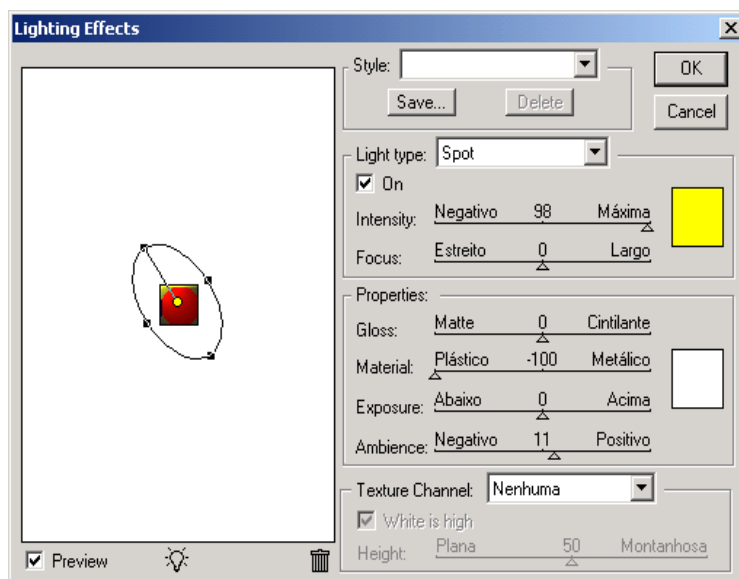 Lighting Effects
Style:
OK
Save...
Delete
Cancel
Light type: Spot
On
Intensity: Negativo 98 Máxima
Focus: Estreito 0 Largo
Properties:
Gloss: Matte 0 Cintilante
Material: Plástico -100 Metálico
Exposure: Abaixo 0 Acima
Ambience: Negativo 11 Positivo
Texture Channel: Nenhuma
White is high
Height: Plana 50 Montanhosa
Preview